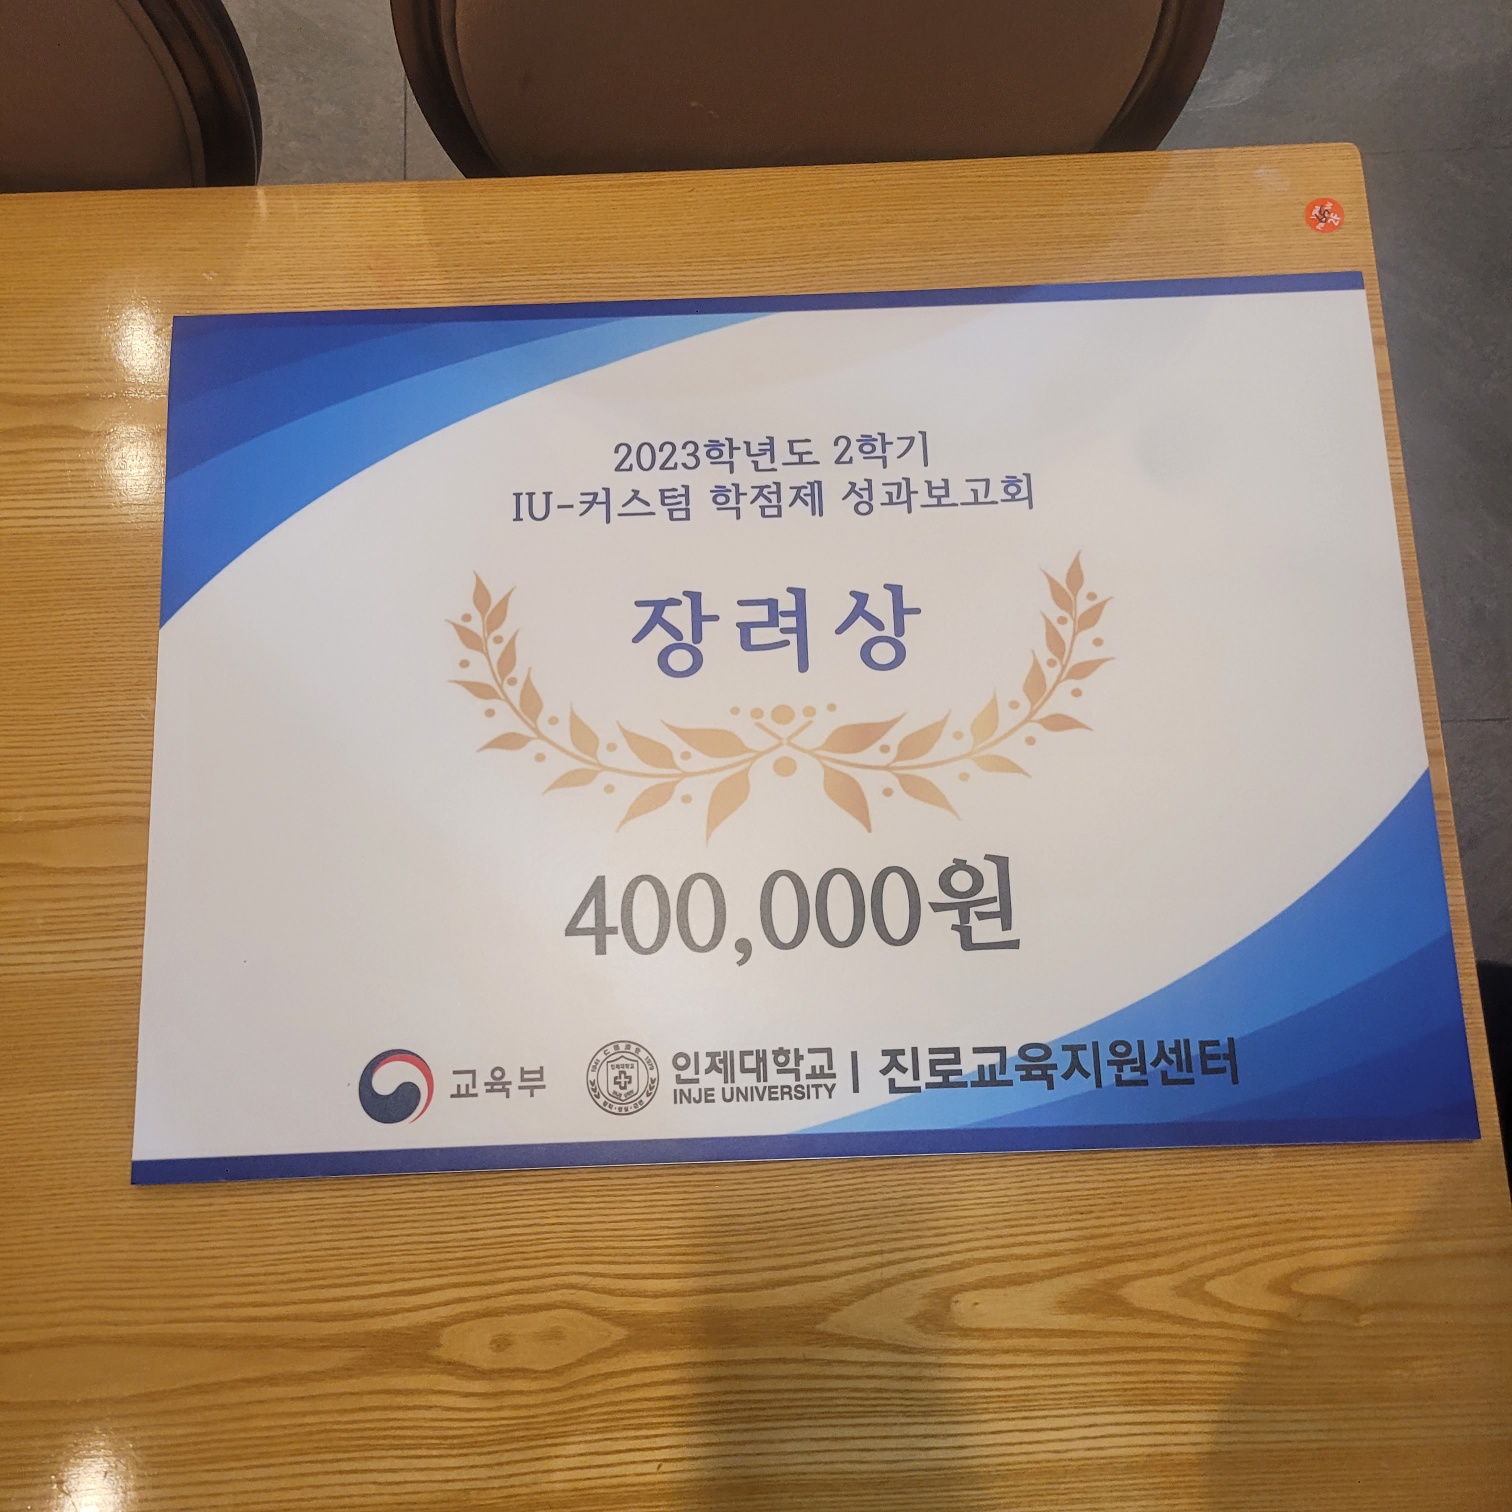 2023학년도 2학기
IU-커스텀 학점제 성과보고회
장려상
400,000원
교육부
인제대학교 | 진로교육지원센터
INJE UNIVERSITY